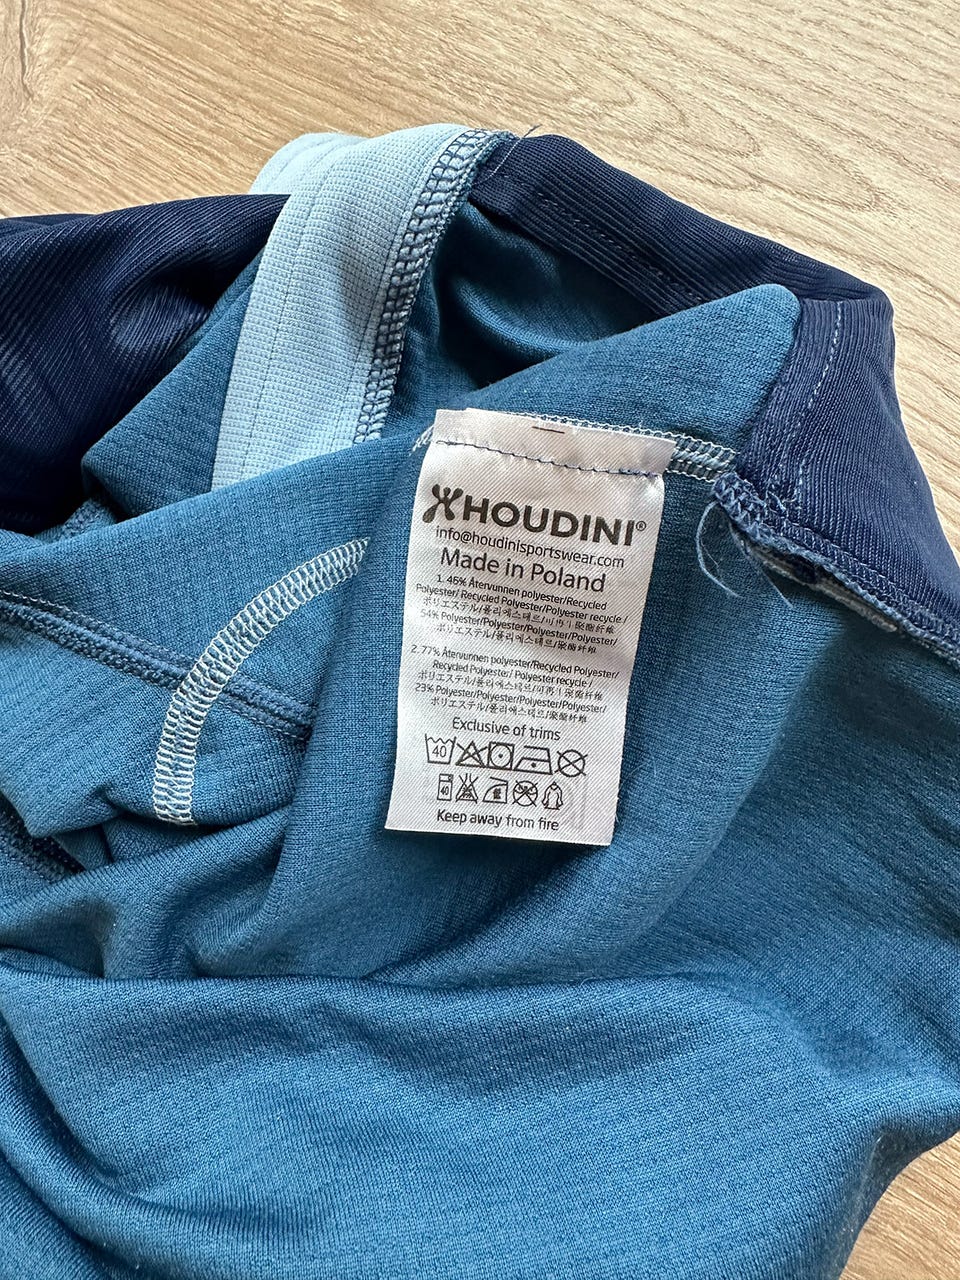 HOUDINI®
info@houdinisportswear.com
Made in Poland
1. 46% Återvunnen polyester/Recycled
Polyester/ Recycled Polyester/Polyester recycle /
ポリエステル/폴리에스테르/可再生聚酯纤维
54% Polyester/Polyester/Polyester/Polyester/
ポリエステル/폴리에스테르/聚酯纤维
2. 77% Återvunnen polyester/Recycled Polyester/
Recycled Polyester/ Polyester recycle/
ポリエステル/폴리에스테르/可再生聚酯纤维
23% Polyester/Polyester/Polyester/Polyester/
ポリエステル/폴리에스테르/聚酯纤维
Exclusive of trims
40
40
Keep away from fire